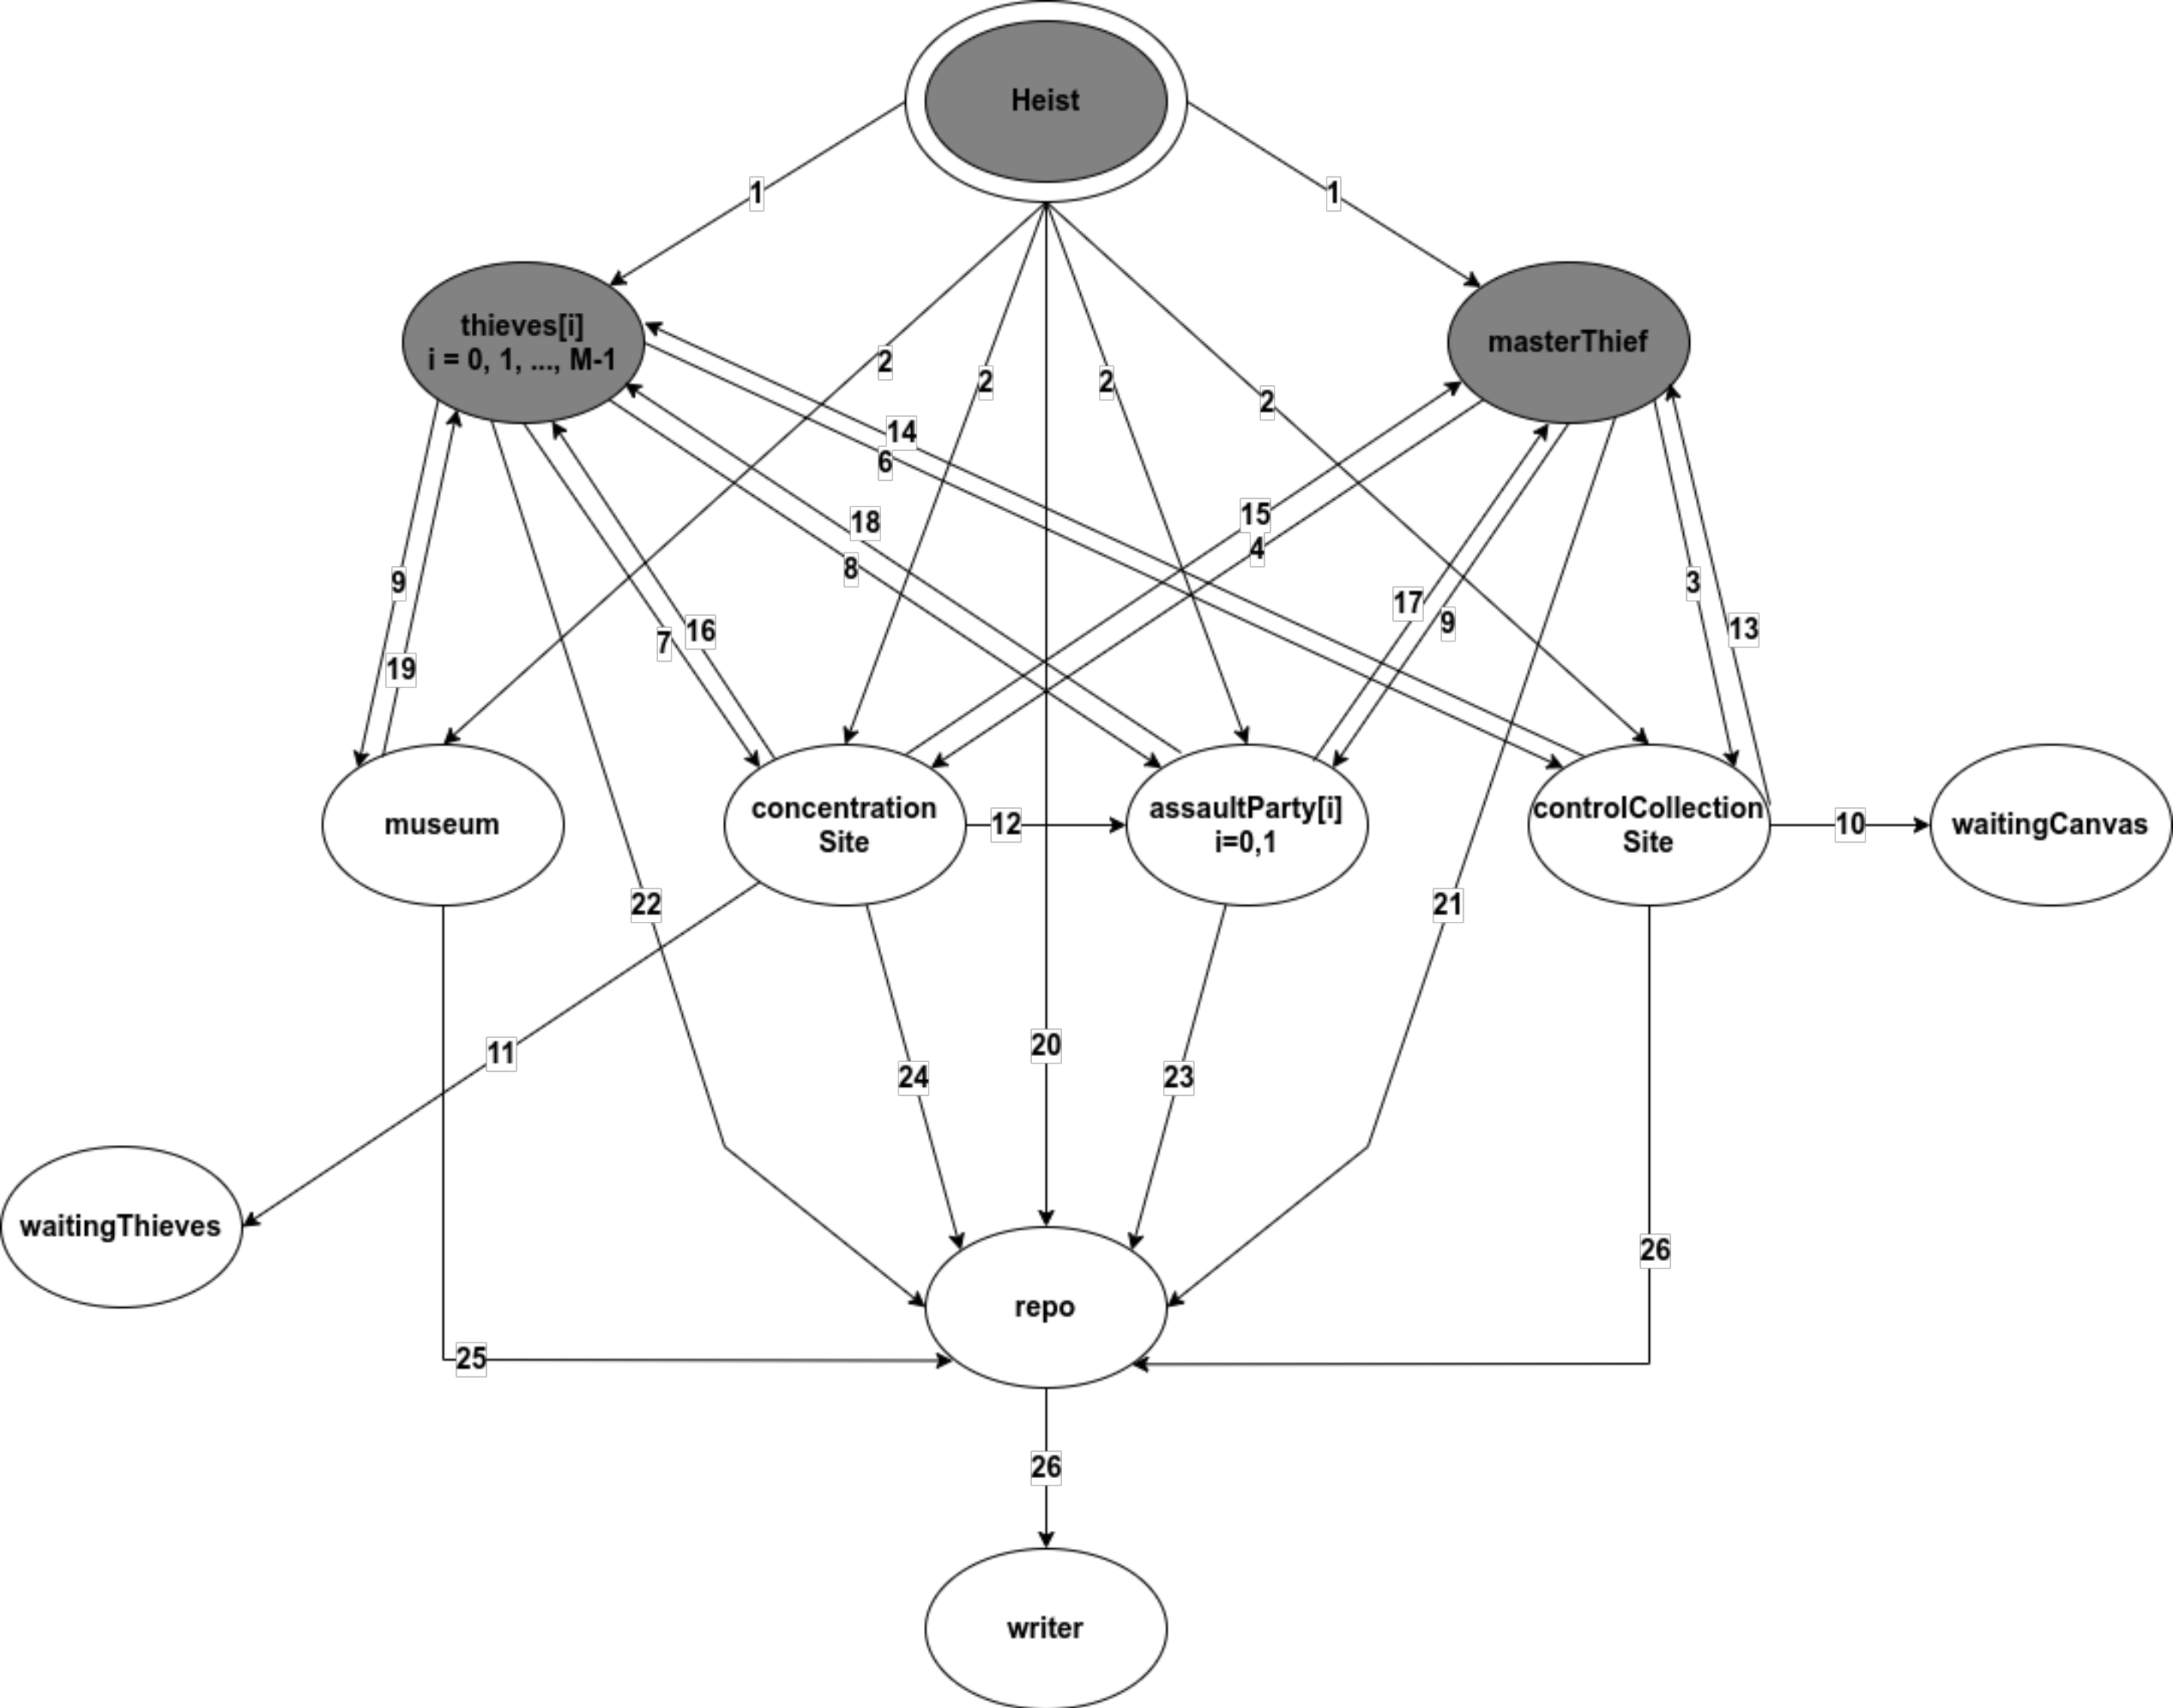 Heist
1
1
thieves[i]
i = 0, 1, ..., M-1
masterThief
2
2
2
2
14
6
15
18
4
8
9
3
17
9
13
16
7
19
museum
concentration
Site
12
assaultParty[i]
i=0,1
controlCollection
Site
10
waitingCanvas
22
21
11
20
24
23
waitingThieves
26
repo
25
26
writer